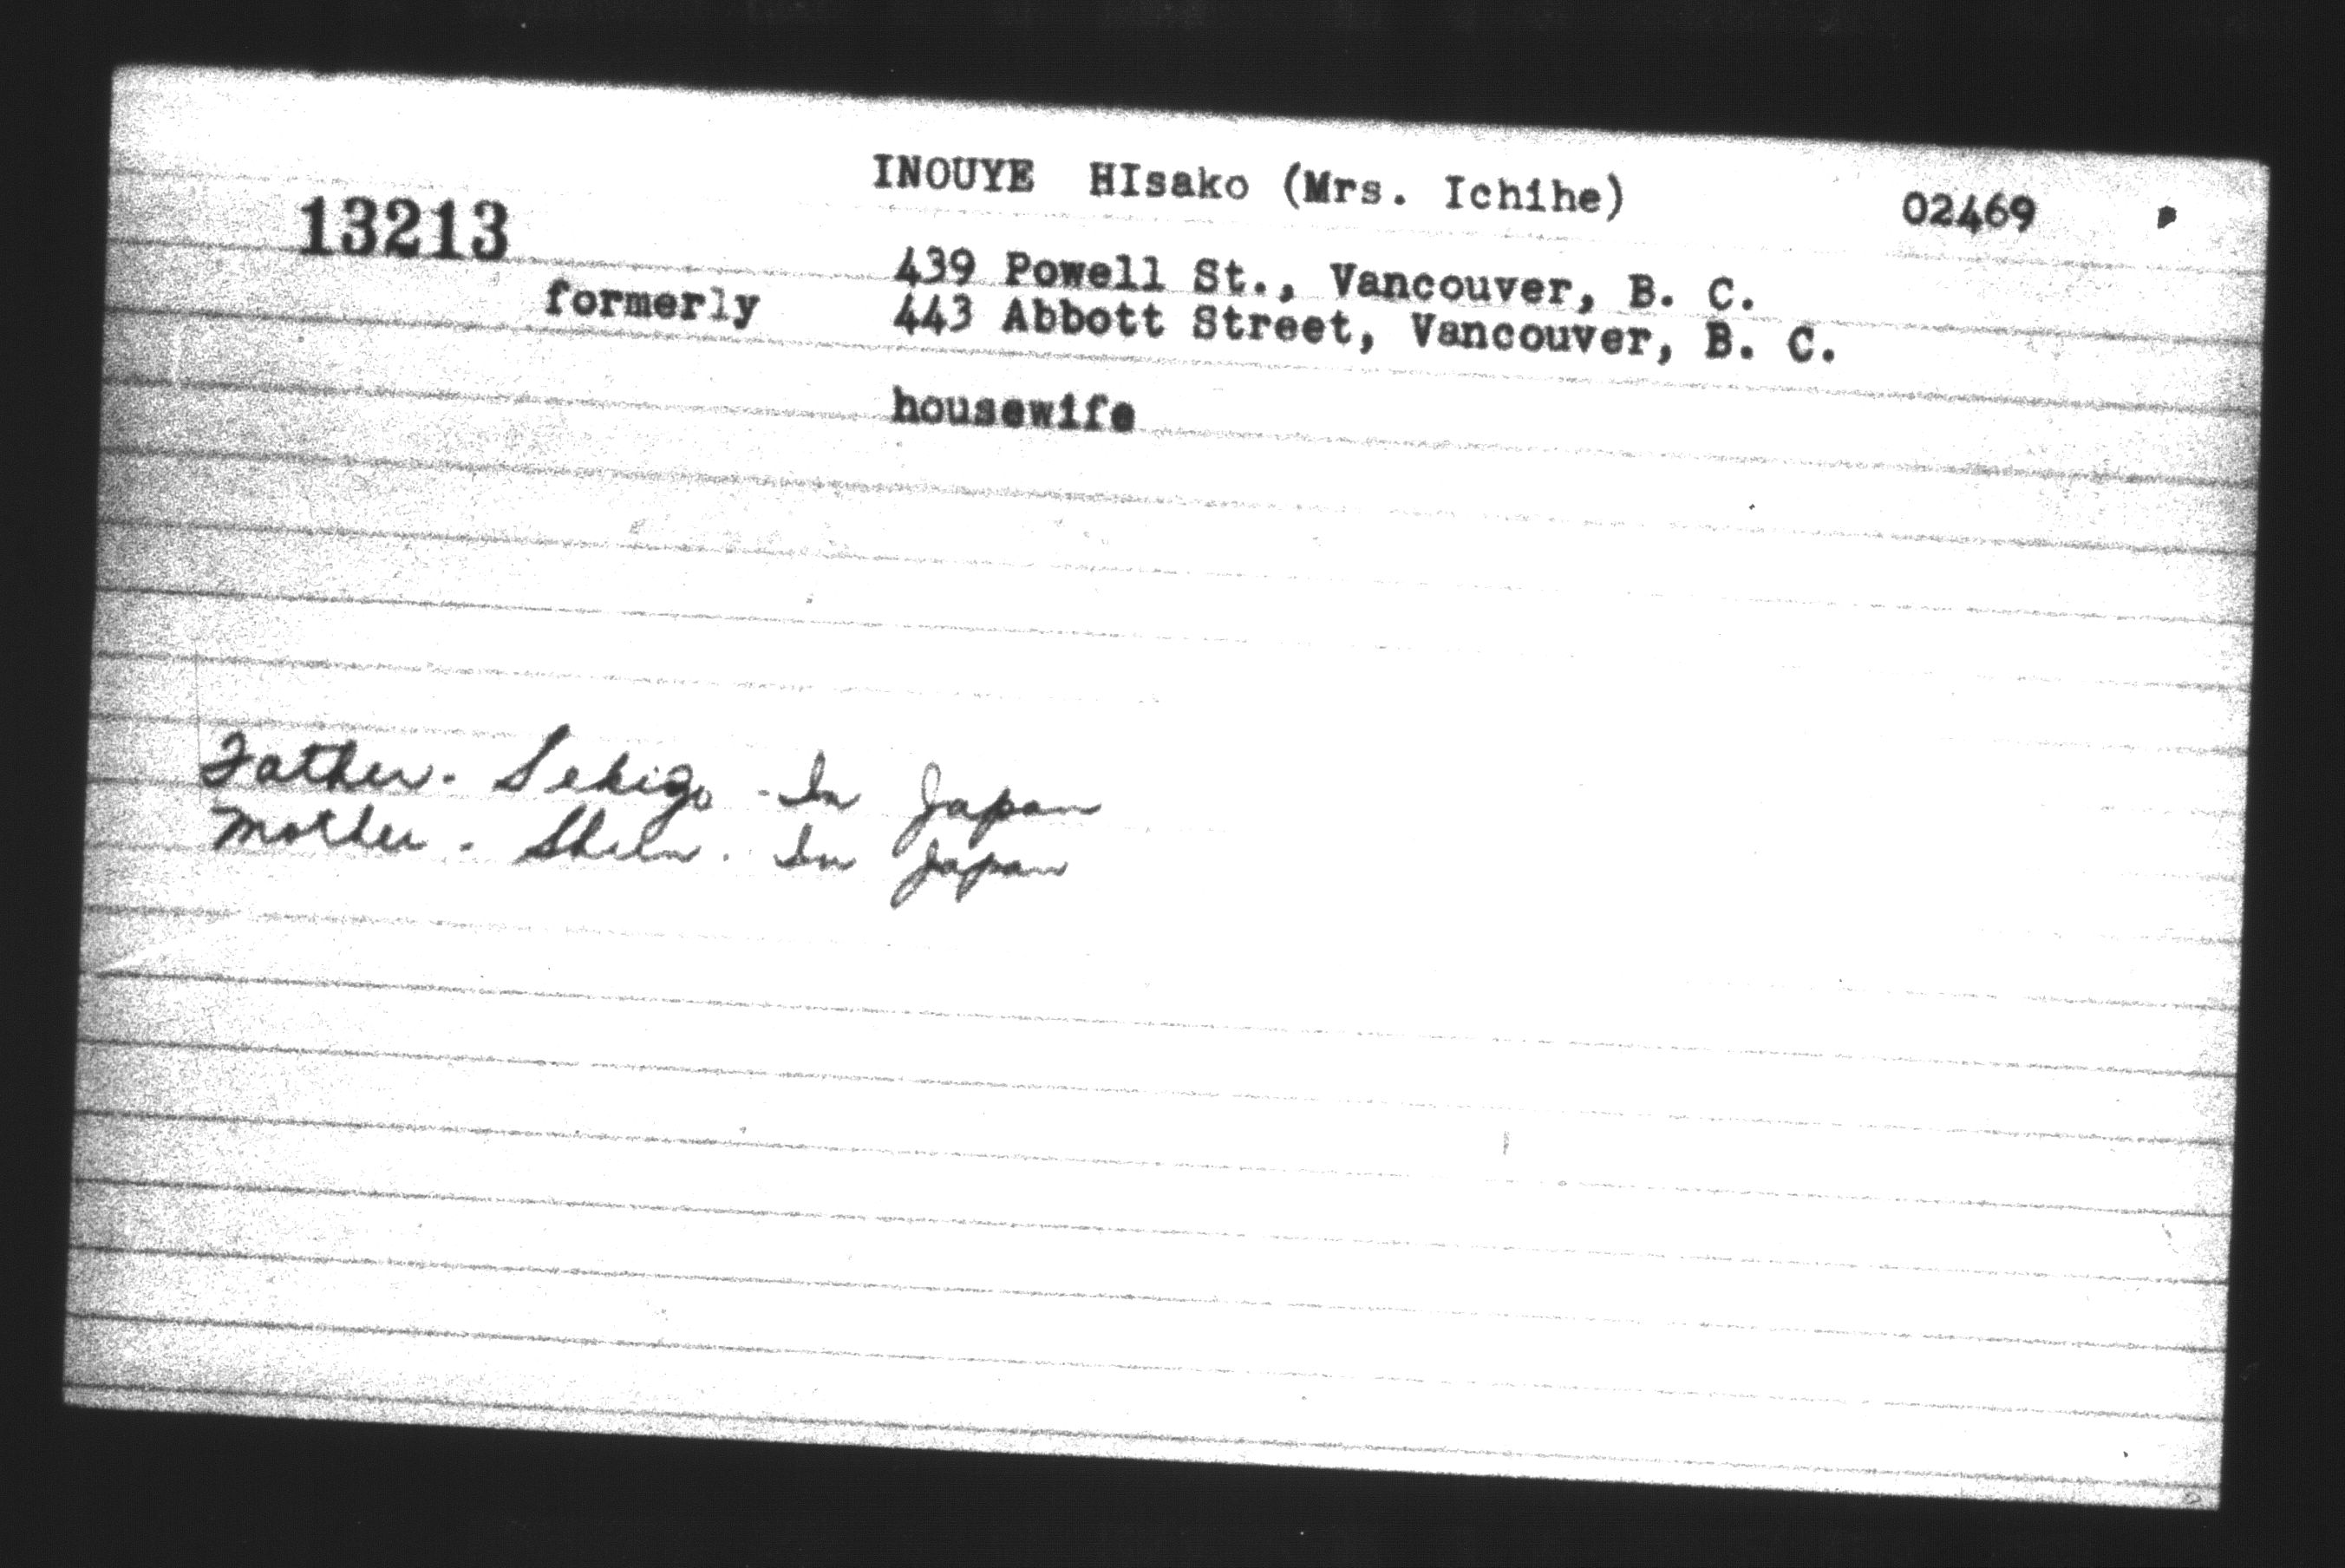 INOUYE HIsako (Mrs. Ichihe) 02469
13213
439 Powell St., Vancouver, B. C.
formerly 443 Abbott Street, Vancouver, B. C.
housewife
Father. Sekigo - In Japan
Mother. In Japan